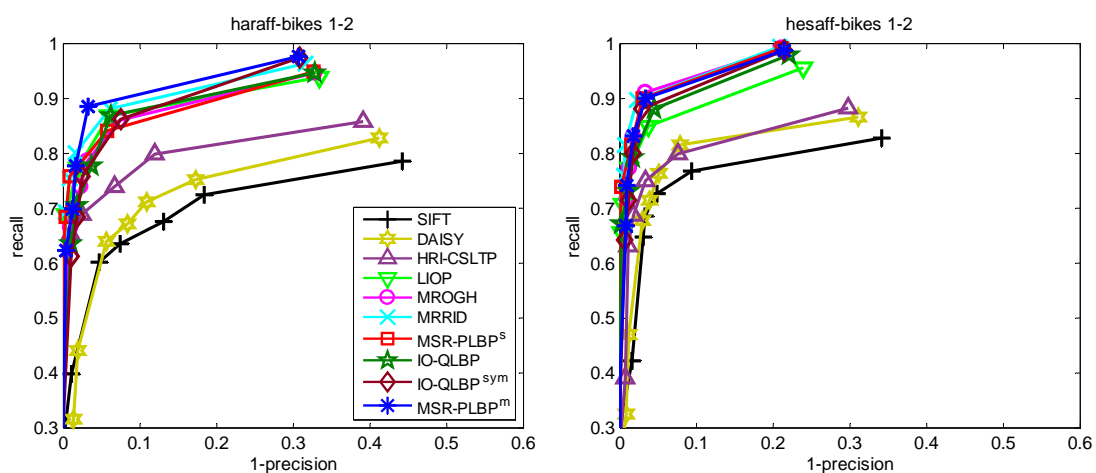 haraff-bikes 1-2
1
0.9
0.8
0.7
0.6
0.5
0.4
0.3
recall
0
0.1
0.2
0.3
0.4
0.5
0.6
1-precision
SIFT
DAISY
HRI-CSLTP
LIOP
MROGH
MRRID
MSR-PLBP^s
IO-QLBP
IO-QLBP^sym
MSR-PLBP^m
hesaff-bikes 1-2
1
0.9
0.8
0.7
0.6
0.5
0.4
0.3
recall
0
0.1
0.2
0.3
0.4
0.5
0.6
1-precision